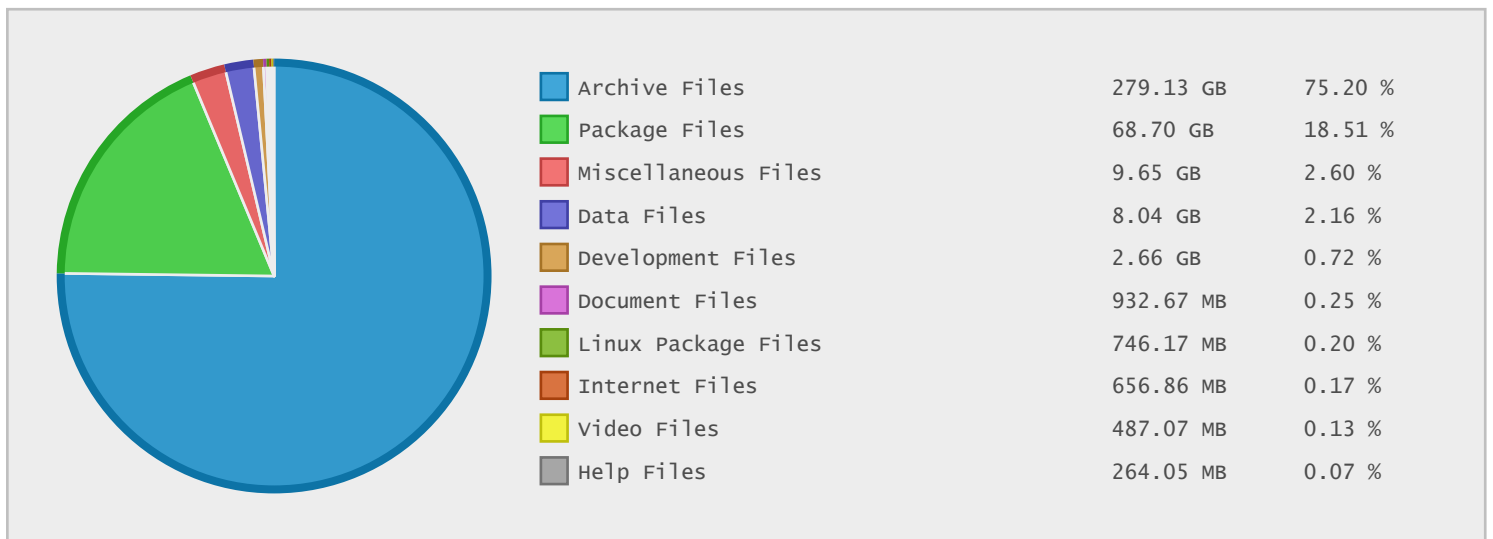 Archive Files 279.13 GB 75.20 %
Package Files 68.70 GB 18.51 %
Miscellaneous Files 9.65 GB 2.60 %
Data Files 8.04 GB 2.16 %
Development Files 2.66 GB 0.72 %
Document Files 932.67 MB 0.25 %
Linux Package Files 746.17 MB 0.20 %
Internet Files 656.86 MB 0.17 %
Video Files 487.07 MB 0.13 %
Help Files 264.05 MB 0.07 %